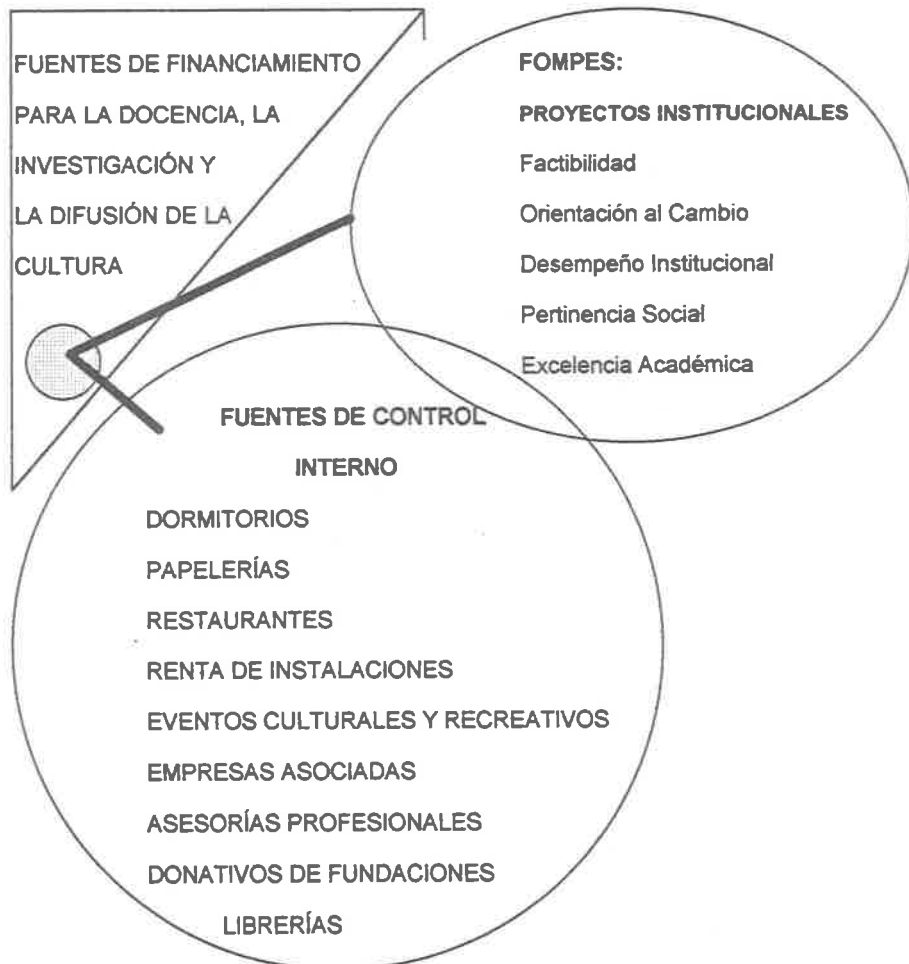 FUENTES DE FINANCIAMIENTO
PARA LA DOCENCIA, LA
INVESTIGACIÓN Y
LA DIFUSIÓN DE LA
CULTURA
FOMPES:
PROYECTOS INSTITUCIONALES
Factibilidad
Orientación al Cambio
Desempeño Institucional
Pertinencia Social
Excelencia Académica
FUENTES DE CONTROL
INTERNO
DORMITORIOS
PAPELERÍAS
RESTAURANTES
RENTA DE INSTALACIONES
EVENTOS CULTURALES Y RECREATIVOS
EMPRESAS ASOCIADAS
ASESORÍAS PROFESIONALES
DONATIVOS DE FUNDACIONES
LIBRERÍAS